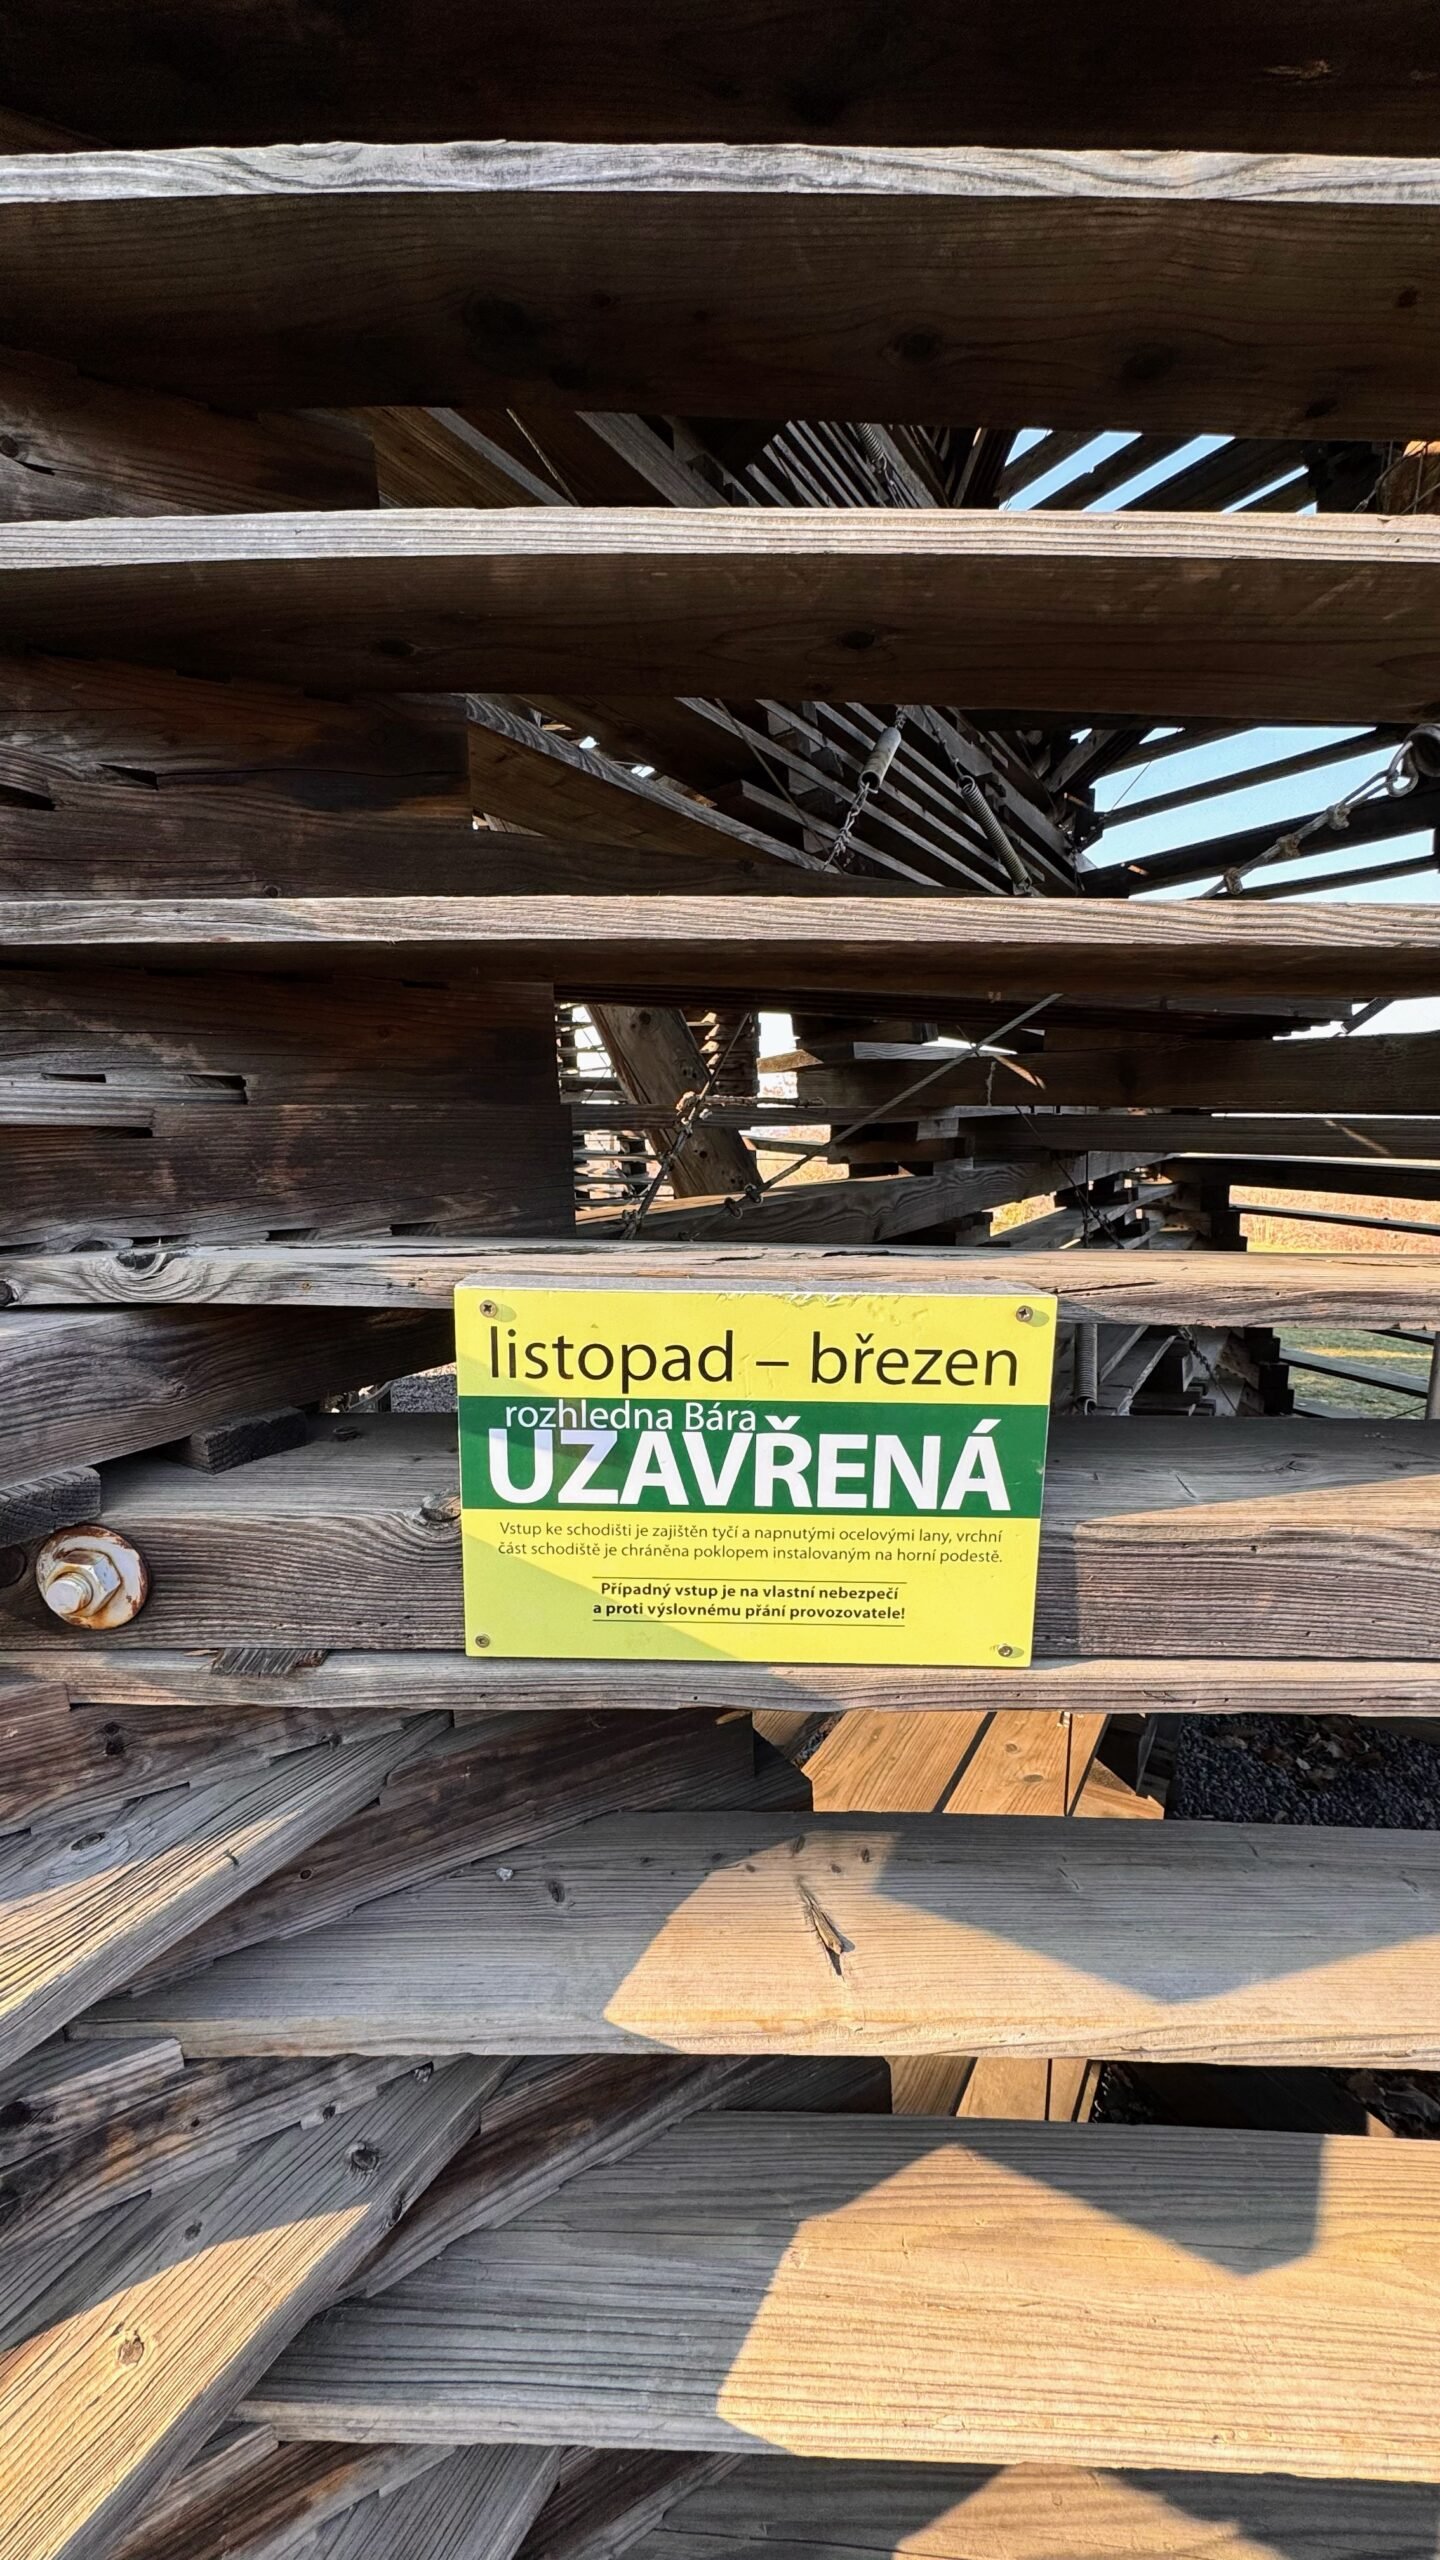 listopad – březen
rozhledna Bára
UZAVŘENÁ
Vstup ke schodišti je zajištěn tyčí a napnutými ocelovými lany, vrchní
část schodiště je chráněna poklopem instalovaným na horní podestě.
Případný vstup je na vlastní nebezpečí
a proti výslovnému přání provozovatele!